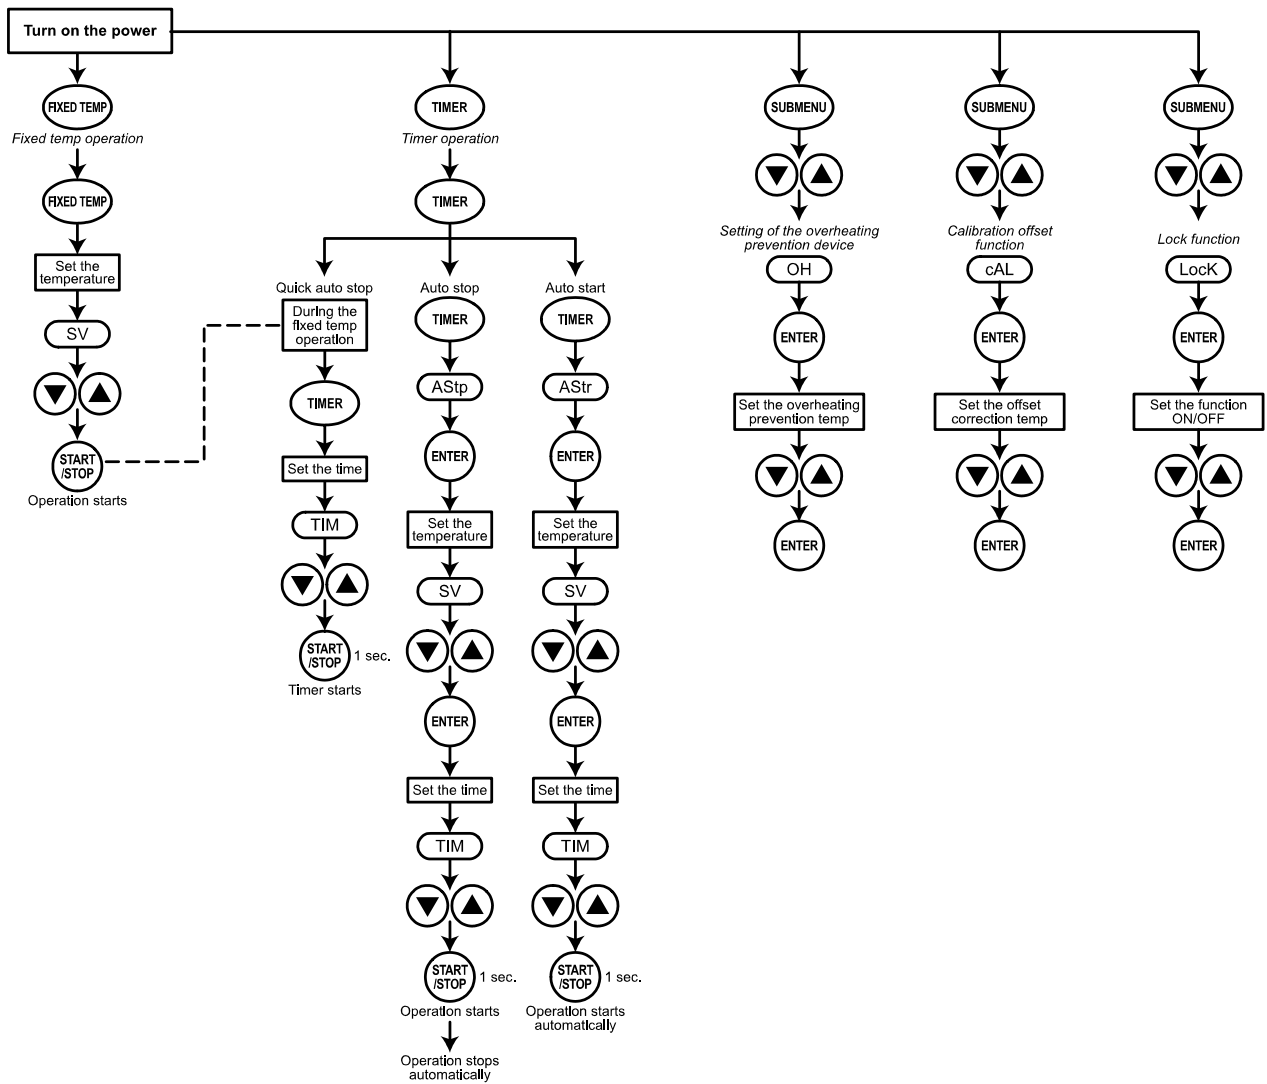 Turn on the power
FIXED TEMP
Fixed temp operation
FIXED TEMP
Set the
temperature
SV
START
/STOP
Operation starts
TIMER
Timer operation
TIMER
Quick auto stop
During the
fixed temp
operation
TIMER
Set the time
TIM
START
/STOP
1 sec.
Timer starts
Auto stop
TIMER
AStp
ENTER
Set the
temperature
SV
ENTER
Set the time
TIM
START
/STOP
1 sec.
Operation starts
Operation stops
automatically
Auto start
TIMER
AStr
ENTER
Set the
temperature
SV
ENTER
Set the time
TIM
START
/STOP
1 sec.
Operation starts
automatically
SUBMENU
Setting of the overheating
prevention device
OH
ENTER
Set the overheating
prevention temp
ENTER
SUBMENU
Calibration offset
function
cAL
ENTER
Set the offset
correction temp
ENTER
SUBMENU
Lock function
LocK
ENTER
Set the function
ON/OFF
ENTER